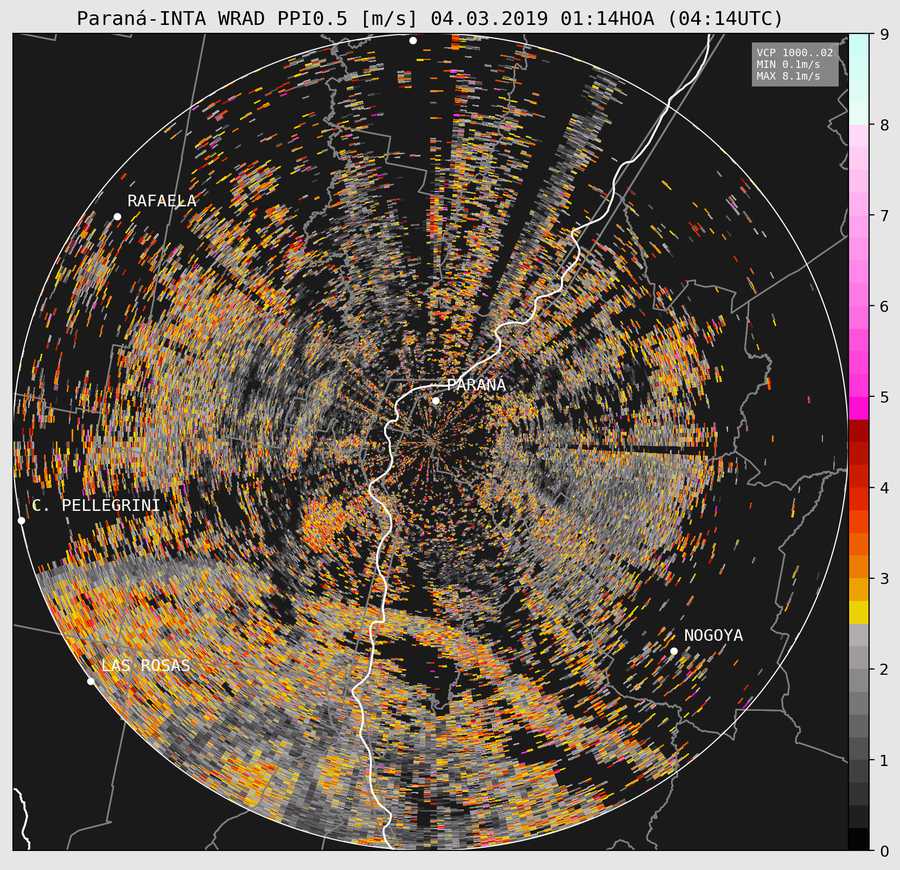 Paraná-INTA WRAD PPI0.5 [m/s] 04.03.2019 01:14HOA (04:14UTC)
VCP 1000..02
MIN 0.1m/s
MAX 8.1m/s
9
8
7
6
5
4
3
2
1
0
RAFAELA
PARANÁ
C. PELLEGRINI
NOGOYA
LAS ROSAS